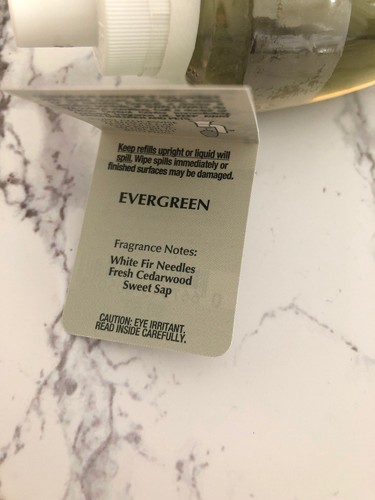 Keep refills upright or liquid will
spill. Wipe spills immediately or
finished surfaces may be damaged.
EVERGREEN
Fragrance Notes:
White Fir Needles
Fresh Cedarwood
Sweet Sap
CAUTION: EYE IRRITANT.
READ INSIDE CAREFULLY.